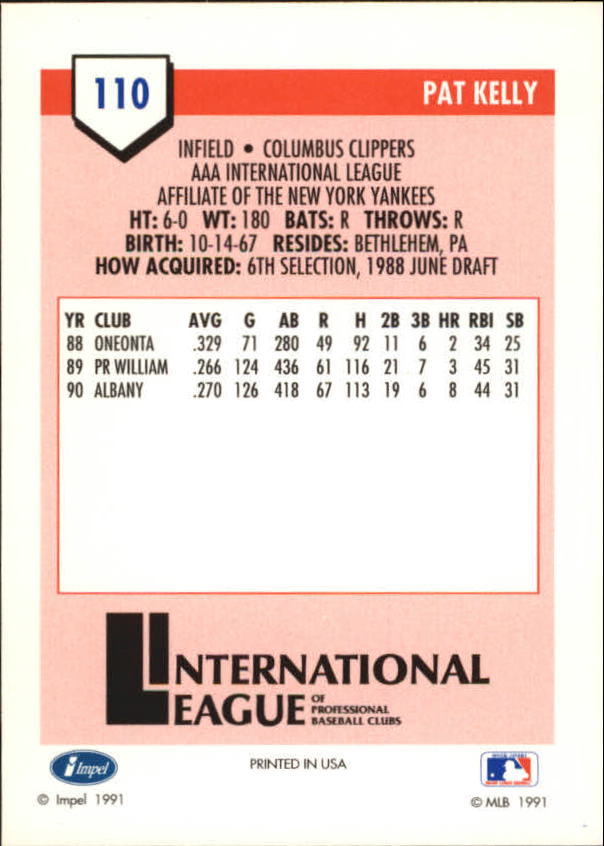 110
PAT KELLY
INFIELD • COLUMBUS CLIPPERS
AAA INTERNATIONAL LEAGUE
AFFILIATE OF THE NEW YORK YANKEES
HT: 6-0 WT: 180 BATS: R THROWS: R
BIRTH: 10-14-67 RESIDES: BETHLEHEM, PA
HOW ACQUIRED: 6TH SELECTION, 1988 JUNE DRAFT
YR CLUB AVG G AB R H 2B 3B HR RBI SB
88 ONEONTA .329 71 280 49 92 11 6 2 34 25
89 PR WILLIAM .266 124 436 61 116 21 7 3 45 31
90 ALBANY .270 126 418 67 113 19 6 8 44 31
INTERNATIONAL
LEAGUE
OF
PROFESSIONAL
BASEBALL CLUBS
Impel
PRINTED IN USA
© Impel 1991
© MLB 1991